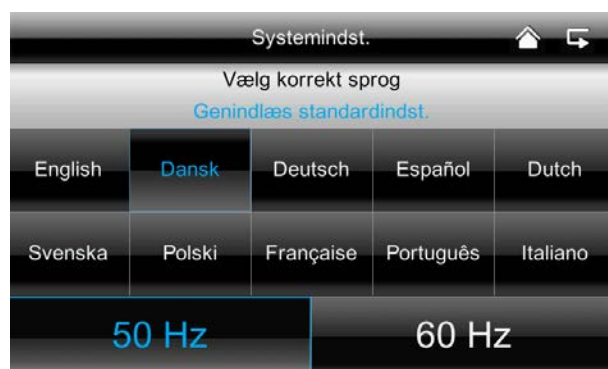 Systemindst.
Vælg korrekt sprog
Genindlæs standardindst.
English Dansk Deutsch Español Dutch
Svenska Polski Française Português Italiano
50 Hz 60 Hz